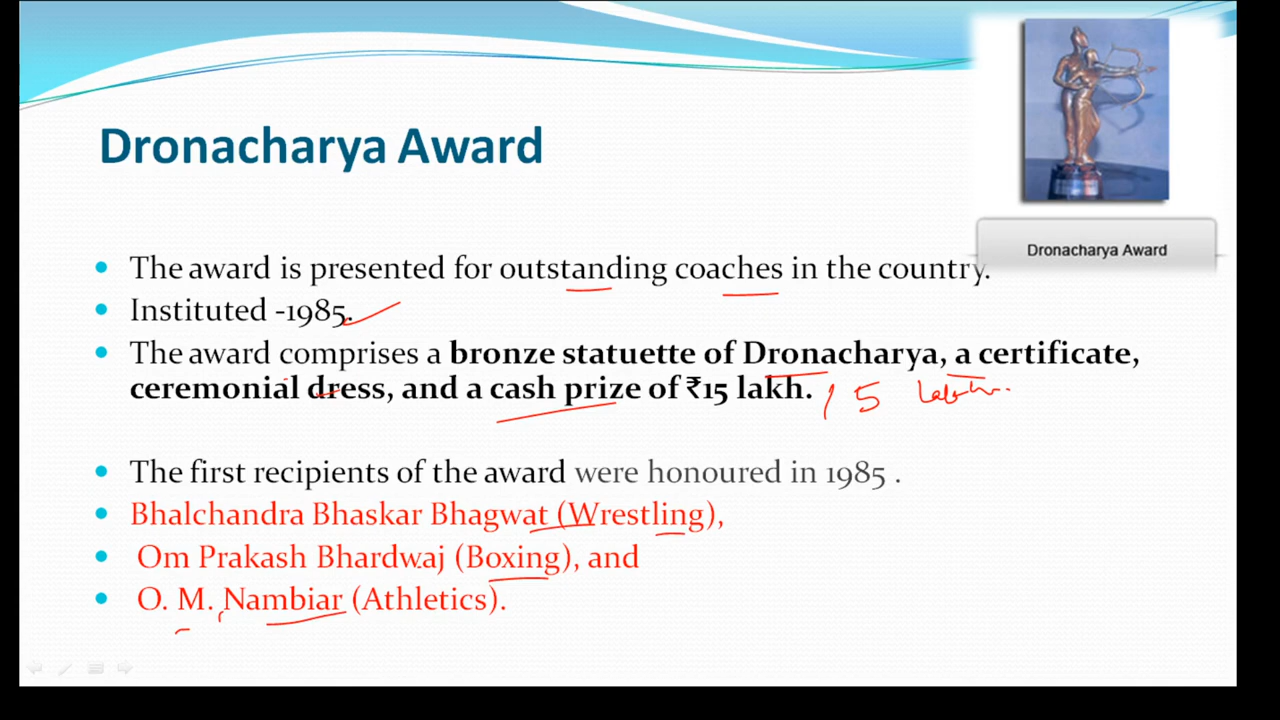 Dronacharya Award
Dronacharya Award
The award is presented for outstanding coaches in the country.
Instituted -1985.
The award comprises a bronze statuette of Dronacharya, a certificate,
ceremonial dress, and a cash prize of ₹15 lakh. 15 lakh.
The first recipients of the award were honoured in 1985 .
Bhalchandra Bhaskar Bhagwat (Wrestling),
Om Prakash Bhardwaj (Boxing), and
O. M. Nambiar (Athletics).